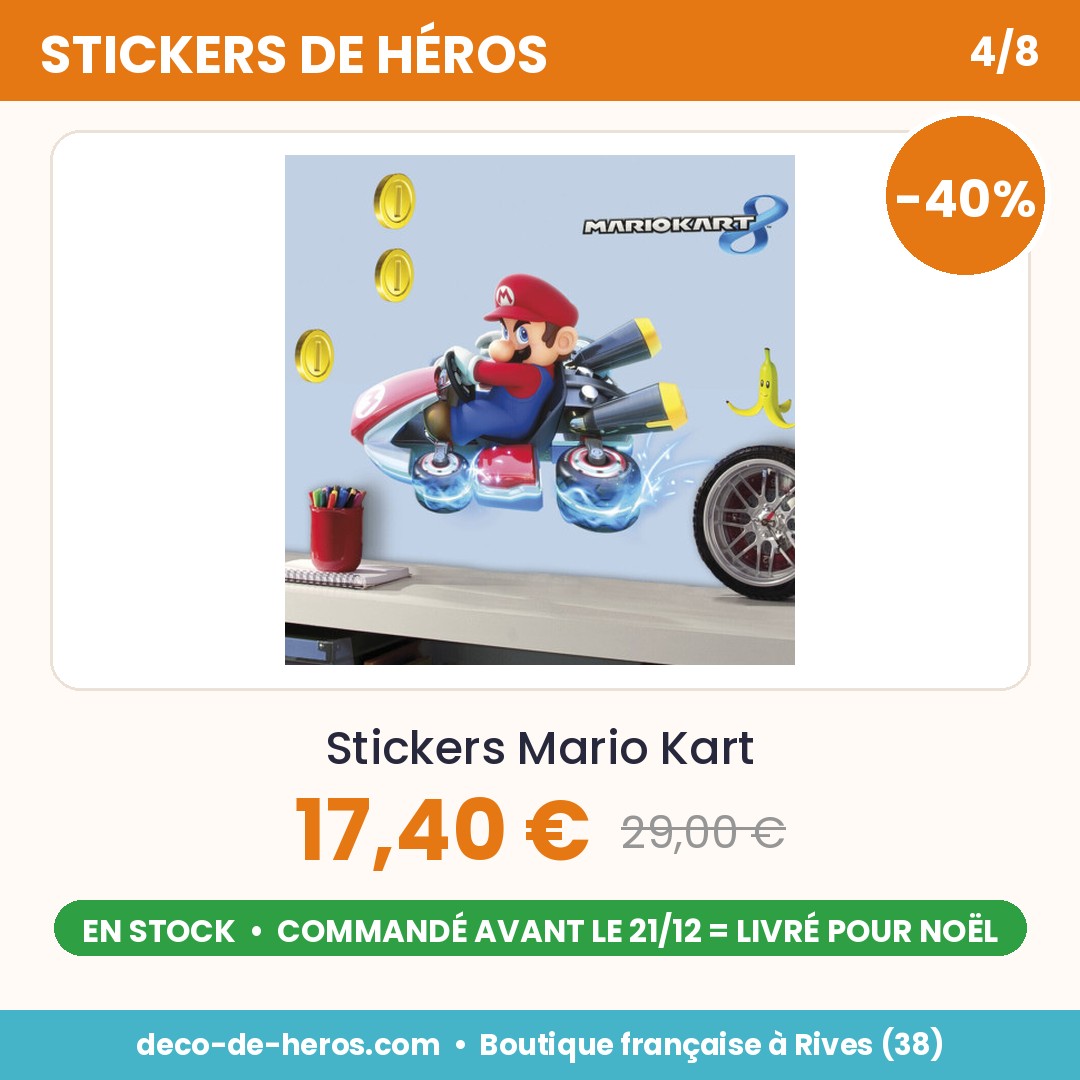 STICKERS DE HÉROS
4/8
-40%
MARIOKART 8
Stickers Mario Kart
17,40 € 29,00 €
EN STOCK • COMMANDÉ AVANT LE 21/12 = LIVRÉ POUR NOËL
deco-de-heros.com • Boutique française à Rives (38)